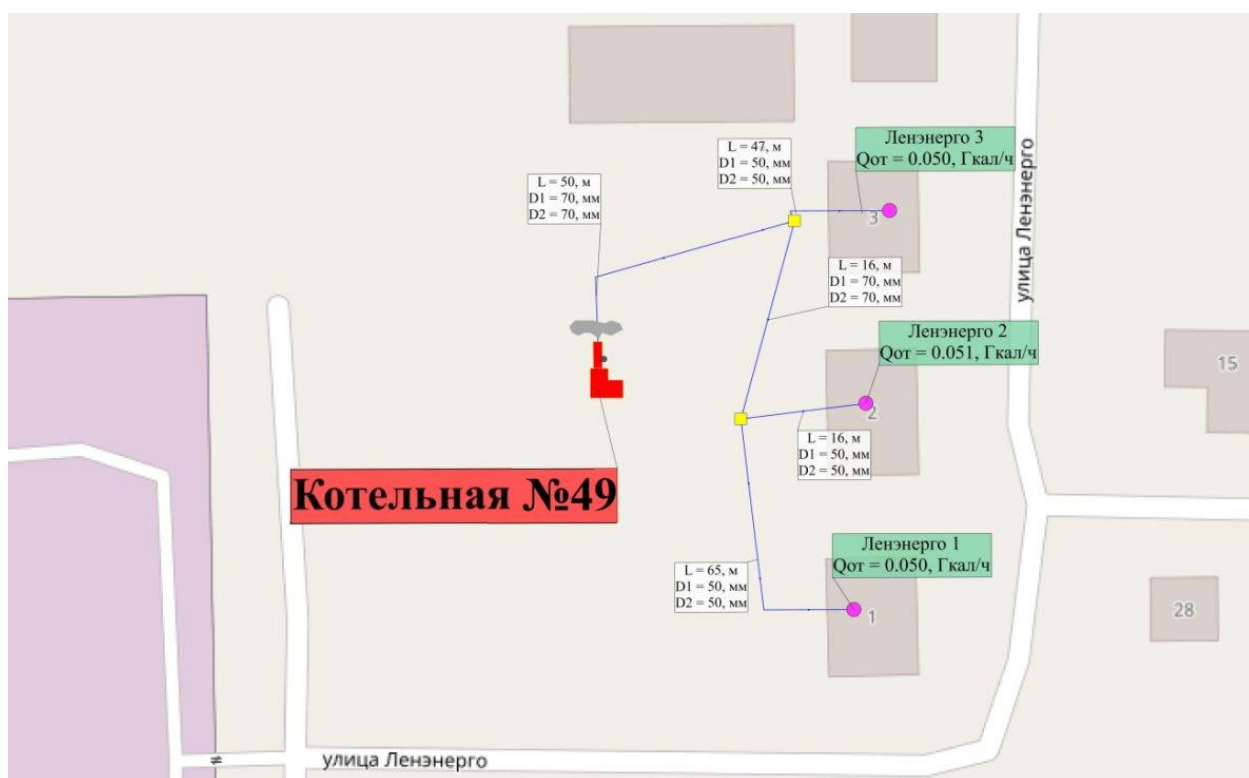 Ленэнерго 3
Qот = 0.050, Гкал/ч
L = 47, м
D1 = 50, мм
D2 = 50, мм
L = 50, м
D1 = 70, мм
D2 = 70, мм
3
улица Ленэнерго
L = 16, м
D1 = 70, мм
D2 = 70, мм
Ленэнерго 2
Qот = 0.051, Гкал/ч
15
2
L = 16, м
D1 = 50, мм
D2 = 50, мм
Котельная №49
Ленэнерго 1
Qот = 0.050, Гкал/ч
L = 65, м
D1 = 50, мм
D2 = 50, мм
1
28
улица Ленэнерго